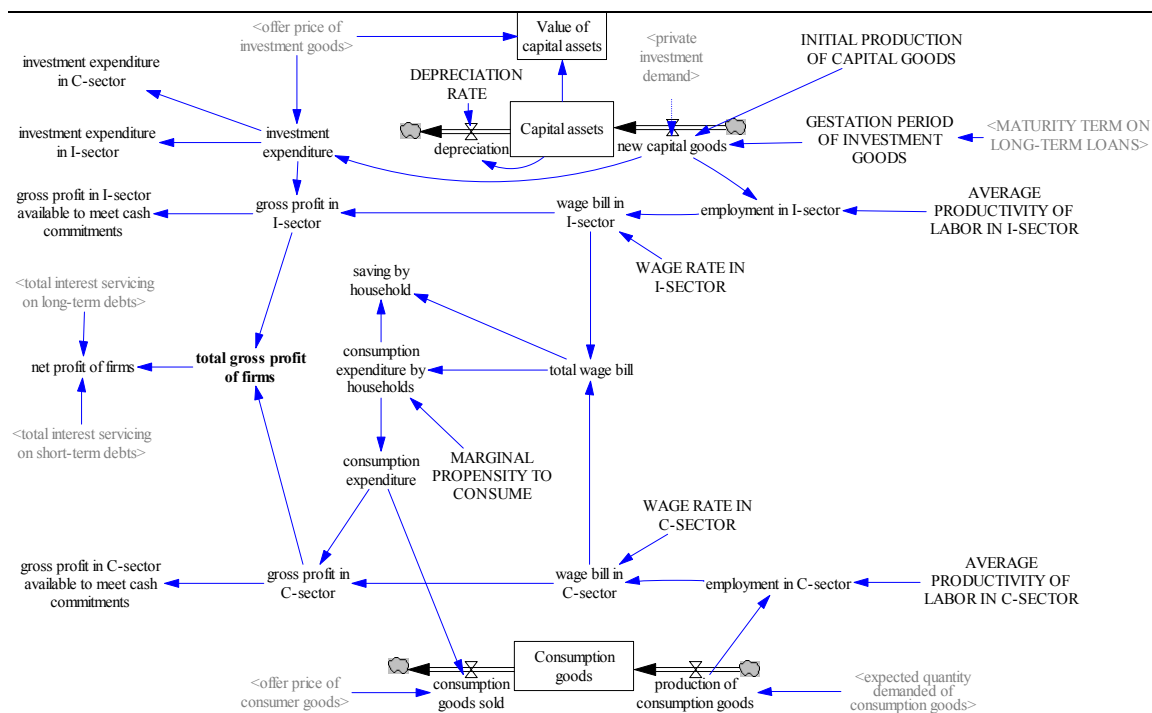 <offer price of
investment goods>
Value of
capital assets
<private
investment
demand>
INITIAL PRODUCTION
OF CAPITAL GOODS
investment expenditure
in C-sector
DEPRECIATION
RATE
Capital assets
investment expenditure
in I-sector
investment
expenditure
depreciation
new capital goods
GESTATION PERIOD
OF INVESTMENT
GOODS
<MATURITY TERM ON
LONG-TERM LOANS>
gross profit in I-sector
available to meet cash
commitments
gross profit in
I-sector
wage bill in
I-sector
employment in I-sector
AVERAGE
PRODUCTIVITY OF
LABOR IN I-SECTOR
WAGE RATE IN
I-SECTOR
saving by
household
<total interest servicing
on long-term debts>
net profit of firms
total gross profit
of firms
consumption
expenditure by
households
total wage bill
<total interest servicing
on short-term debts>
consumption
expenditure
MARGINAL
PROPENSITY TO
CONSUME
WAGE RATE IN
C-SECTOR
gross profit in C-sector
available to meet cash
commitments
gross profit in
C-sector
wage bill in
C-sector
employment in C-sector
AVERAGE
PRODUCTIVITY OF
LABOR IN C-SECTOR
Consumption
goods
<offer price of
consumer goods>
consumption
goods sold
production of
consumption goods
<expected quantity
demanded of
consumption goods>